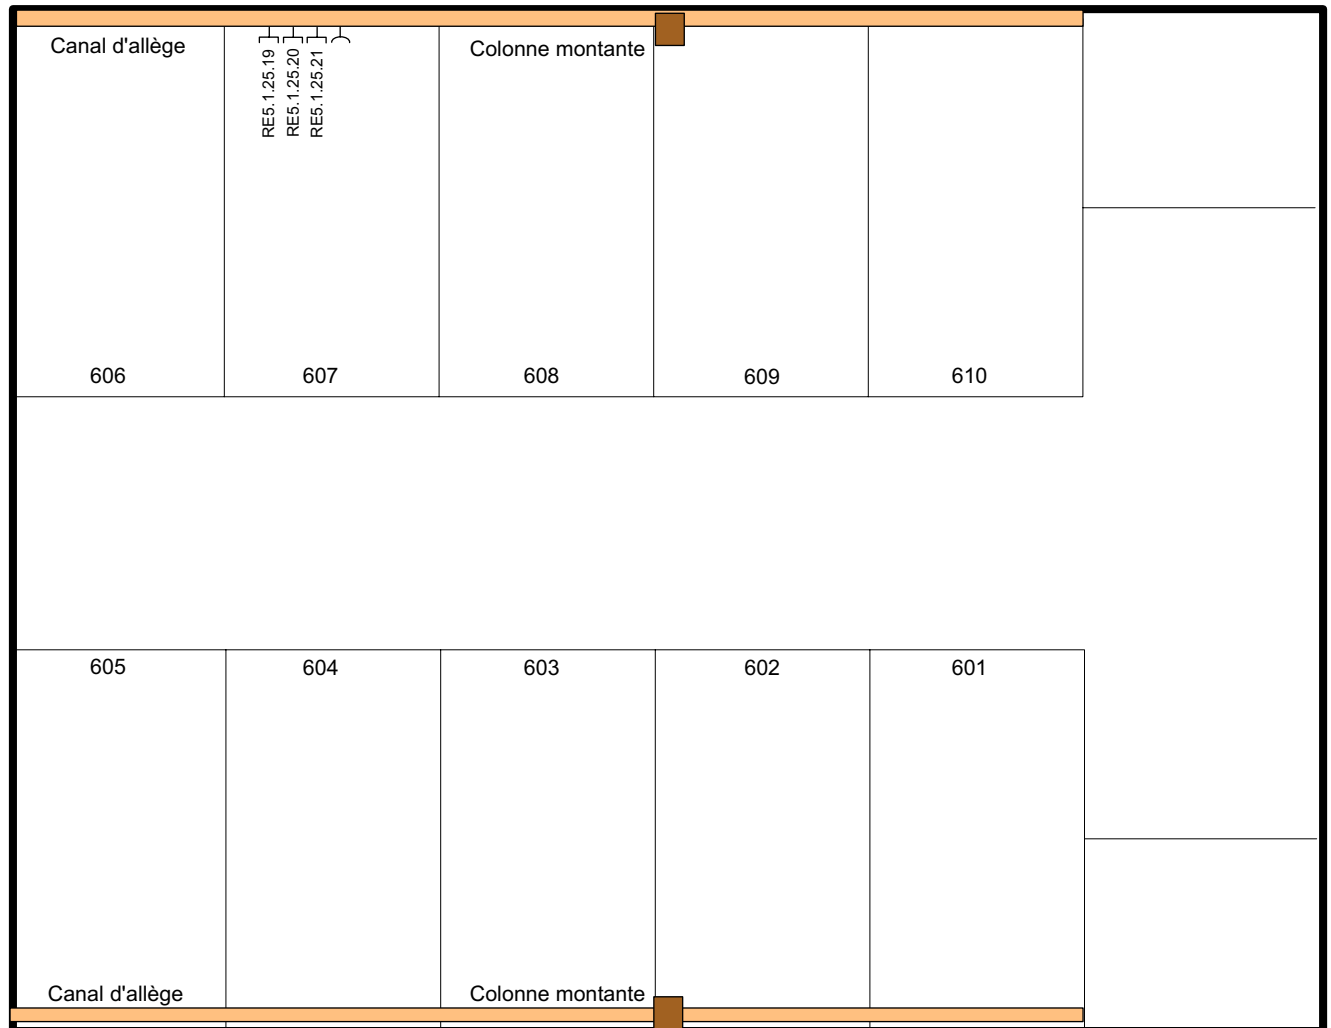 Canal d'allège
Colonne montante
RE5.1.25.19
RE5.1.25.20
RE5.1.25.21
606
607
608
609
610
605
604
603
602
601
Canal d'allège
Colonne montante